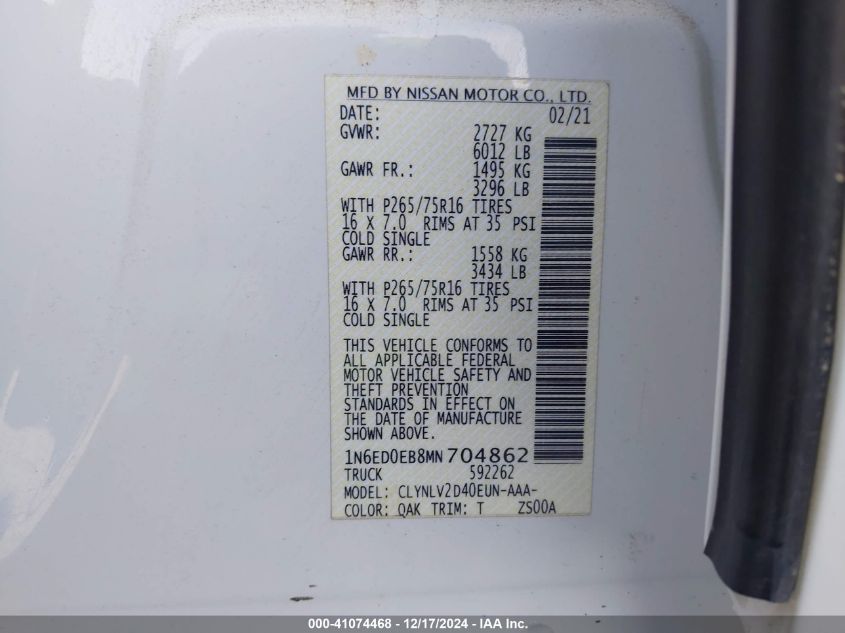 MFD BY NISSAN MOTOR CO., LTD.
DATE: 02/21
GVWR: 2727 KG
6012 LB
GAWR FR.: 1495 KG
3296 LB
WITH P265/75R16 TIRES
16 X 7.0 RIMS AT 35 PSI
COLD SINGLE
GAWR RR.: 1558 KG
3434 LB
WITH P265/75R16 TIRES
16 X 7.0 RIMS AT 35 PSI
COLD SINGLE
THIS VEHICLE CONFORMS TO
ALL APPLICABLE FEDERAL
MOTOR VEHICLE SAFETY AND
THEFT PREVENTION
STANDARDS IN EFFECT ON
THE DATE OF MANUFACTURE
SHOWN ABOVE.
1N6ED0EB8MN704862
TRUCK 592262
MODEL: CLYNLV2D40EUN-AAA-
COLOR: QAK TRIM: T ZS00A
000-41074468 - 12/17/2024 - IAA Inc.